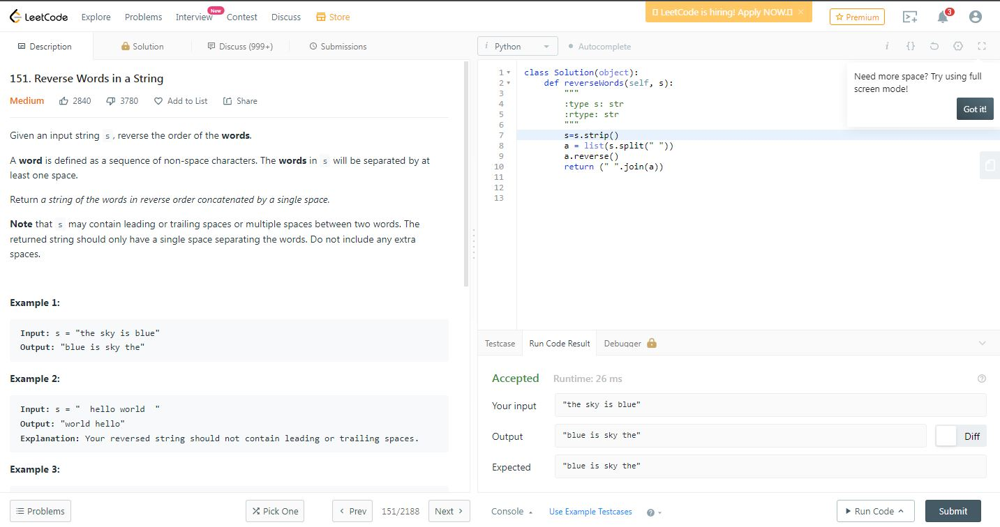 LeetCode Explore Problems Interview New Contest Discuss Store LeetCode is hiring! Apply NOW. × Premium 3
Description Solution Discuss (999+) Submissions
151. Reverse Words in a String
Medium 2840 3780 Add to List Share
Given an input string s , reverse the order of the words.
A word is defined as a sequence of non-space characters. The words in s will be separated by at
least one space.
Return a string of the words in reverse order concatenated by a single space.
Note that s may contain leading or trailing spaces or multiple spaces between two words. The
returned string should only have a single space separating the words. Do not include any extra
spaces.
Example 1:
Input: s = "the sky is blue"
Output: "blue is sky the"
Example 2:
Input: s = "  hello world  "
Output: "world hello"
Explanation: Your reversed string should not contain leading or trailing spaces.
Example 3:
Problems Pick One < Prev 151/2188 Next >
i Python Autocomplete i {}
1 class Solution(object):
2     def reverseWords(self, s):
3         """
4         :type s: str
5         :rtype: str
6         """
7         s=s.strip()
8         a = list(s.split(" "))
9         a.reverse()
10         return (" ".join(a))
11
12
13
Need more space? Try using full
screen mode!
Got it!
Testcase Run Code Result Debugger
Accepted Runtime: 26 ms ?
Your input "the sky is blue"
Output "blue is sky the" Diff
Expected "blue is sky the"
Console Use Example Testcases ? Run Code Submit